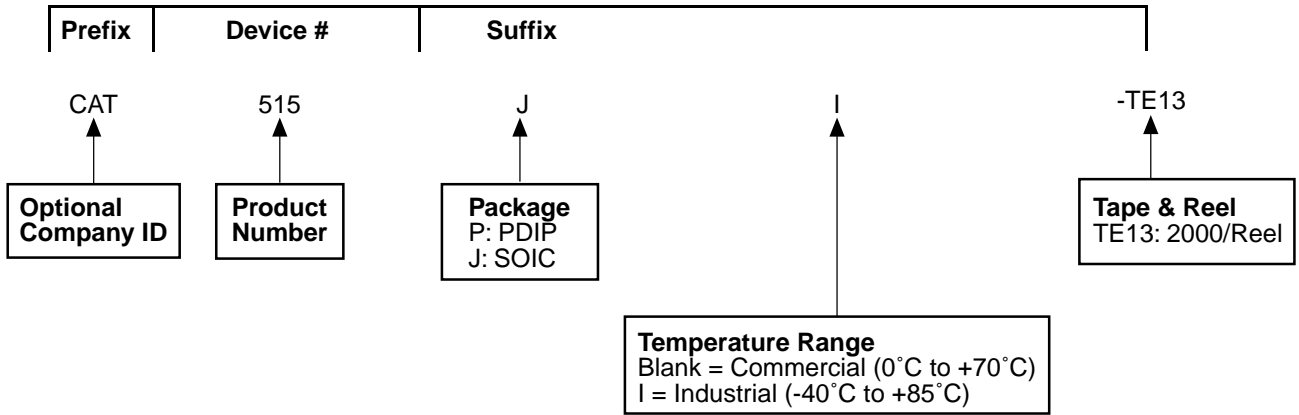 Prefix Device # Suffix
CAT 515 J I -TE13
Optional
Company ID
Product
Number
Package
P: PDIP
J: SOIC
Tape & Reel
TE13: 2000/Reel
Temperature Range
Blank = Commercial (0˚C to +70˚C)
I = Industrial (-40˚C to +85˚C)